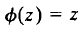 φ(z) = z